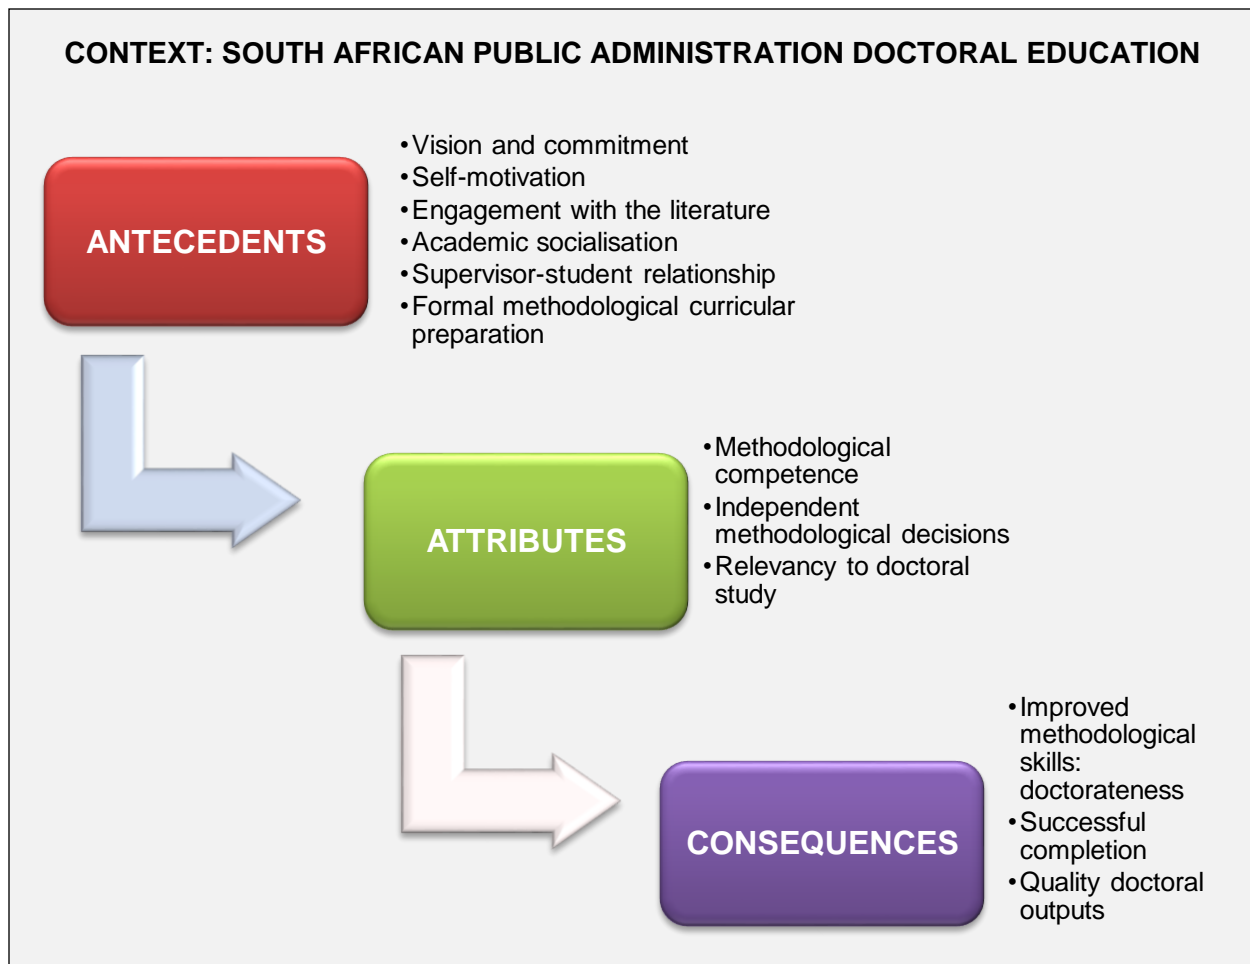 CONTEXT: SOUTH AFRICAN PUBLIC ADMINISTRATION DOCTORAL EDUCATION
ANTECEDENTS
•Vision and commitment
•Self-motivation
•Engagement with the literature
•Academic socialisation
•Supervisor-student relationship
•Formal methodological curricular
preparation
ATTRIBUTES
•Methodological
competence
•Independent
methodological decisions
•Relevancy to doctoral
study
CONSEQUENCES
•Improved
methodological
skills:
doctorateness
•Successful
completion
•Quality doctoral
outputs